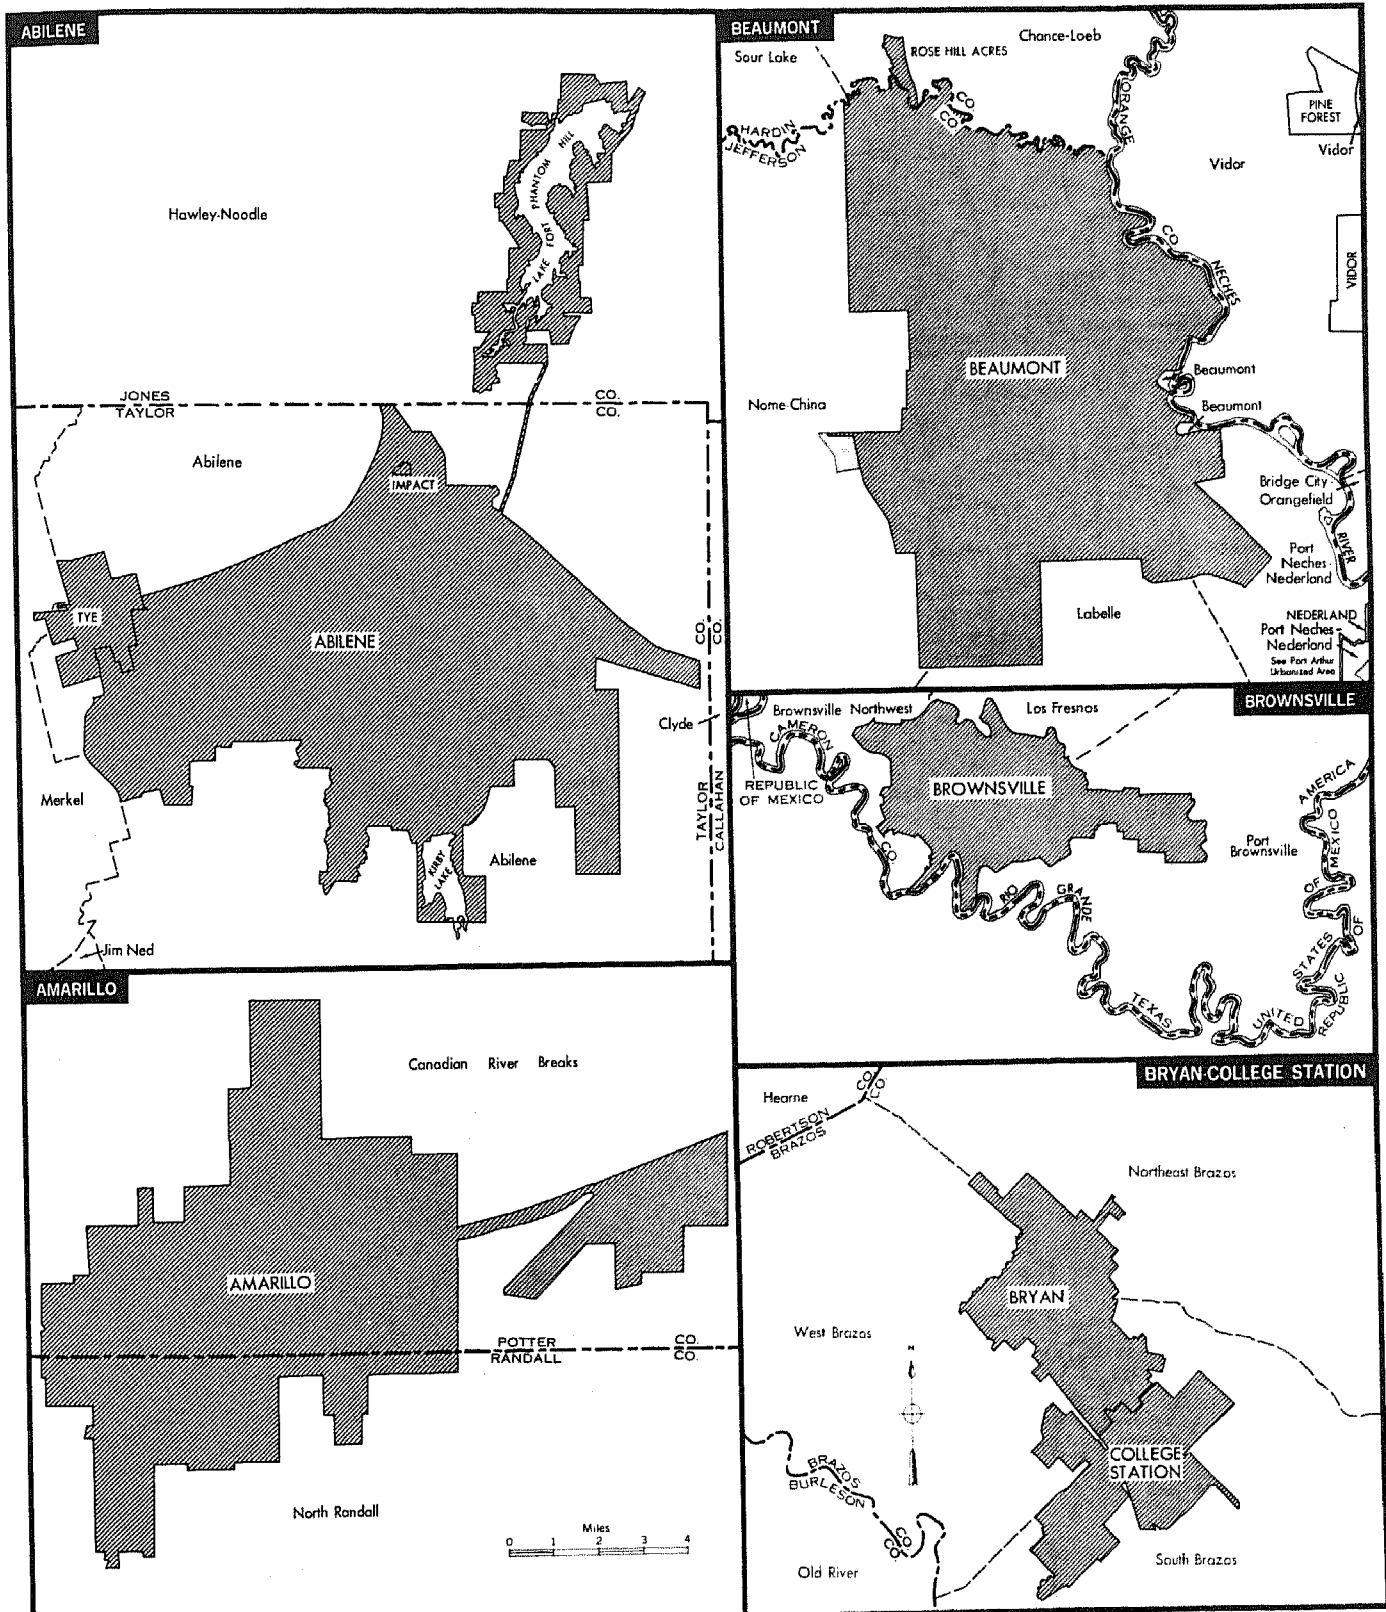 ABILENE
Hawley-Noodle
LAKE FORT PHANTOM HILL
JONES CO.
TAYLOR CO.
Abilene
IMPACT
TYE
ABILENE
CO.
CO.
Clyde
Merkel
KIRBY
LAKE
Abilene
TAYLOR
CALLAHAN
Jim Ned
BEAUMONT
Sour Lake
Chance-Loeb
ROSE HILL ACRES
CO.
CO.
HARDIN
JEFFERSON
ORANGE
CO.
PINE
FOREST
Vidor
Vidor
NECHES
VIDOR
BEAUMONT
Beaumont
Beaumont
Nome-China
Bridge City-
Orangefield
RIVER
Port
Neches-
Nederland
Labelle
NEDERLAND
Port Neches-
Nederland
See Port Arthur
Urbanized Area
BROWNSVILLE
Brownsville Northwest
Los Fresnos
CAMERON
CO.
REPUBLIC
OF MEXICO
BROWNSVILLE
Port
Brownsville
RIO GRANDE
TEXAS
UNITED STATES OF AMERICA
REPUBLIC OF MEXICO
AMARILLO
Canadian River Breaks
AMARILLO
POTTER CO.
RANDALL CO.
North Randall
Miles
0 1 2 3 4
BRYAN-COLLEGE STATION
Hearne
CO.
CO.
ROBERTSON
BRAZOS
Northeast Brazos
BRYAN
West Brazos
N
COLLEGE
STATION
BRAZOS CO.
BURLESON CO.
Old River
South Brazos